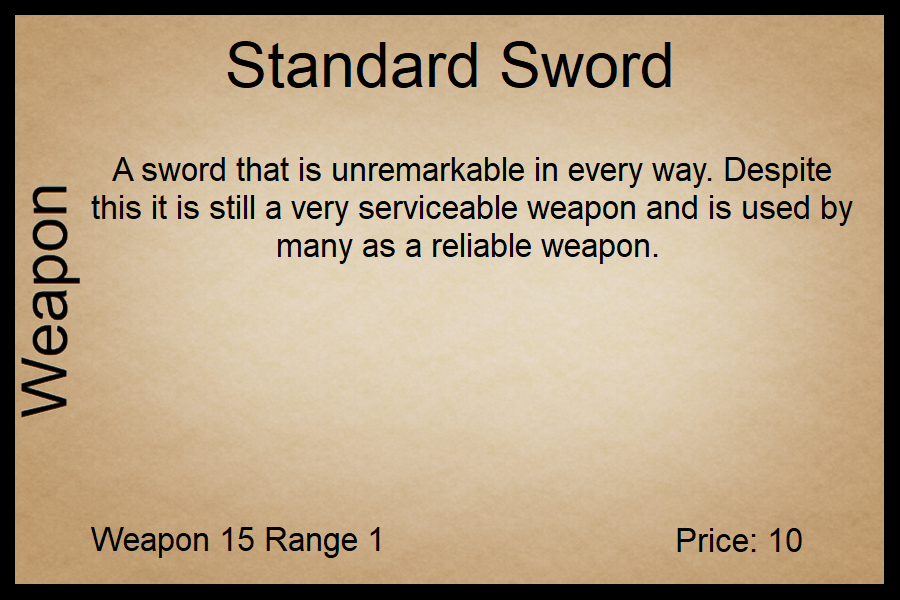 Standard Sword
A sword that is unremarkable in every way. Despite
this it is still a very serviceable weapon and is used by
many as a reliable weapon.
Weapon
Weapon 15 Range 1
Price: 10